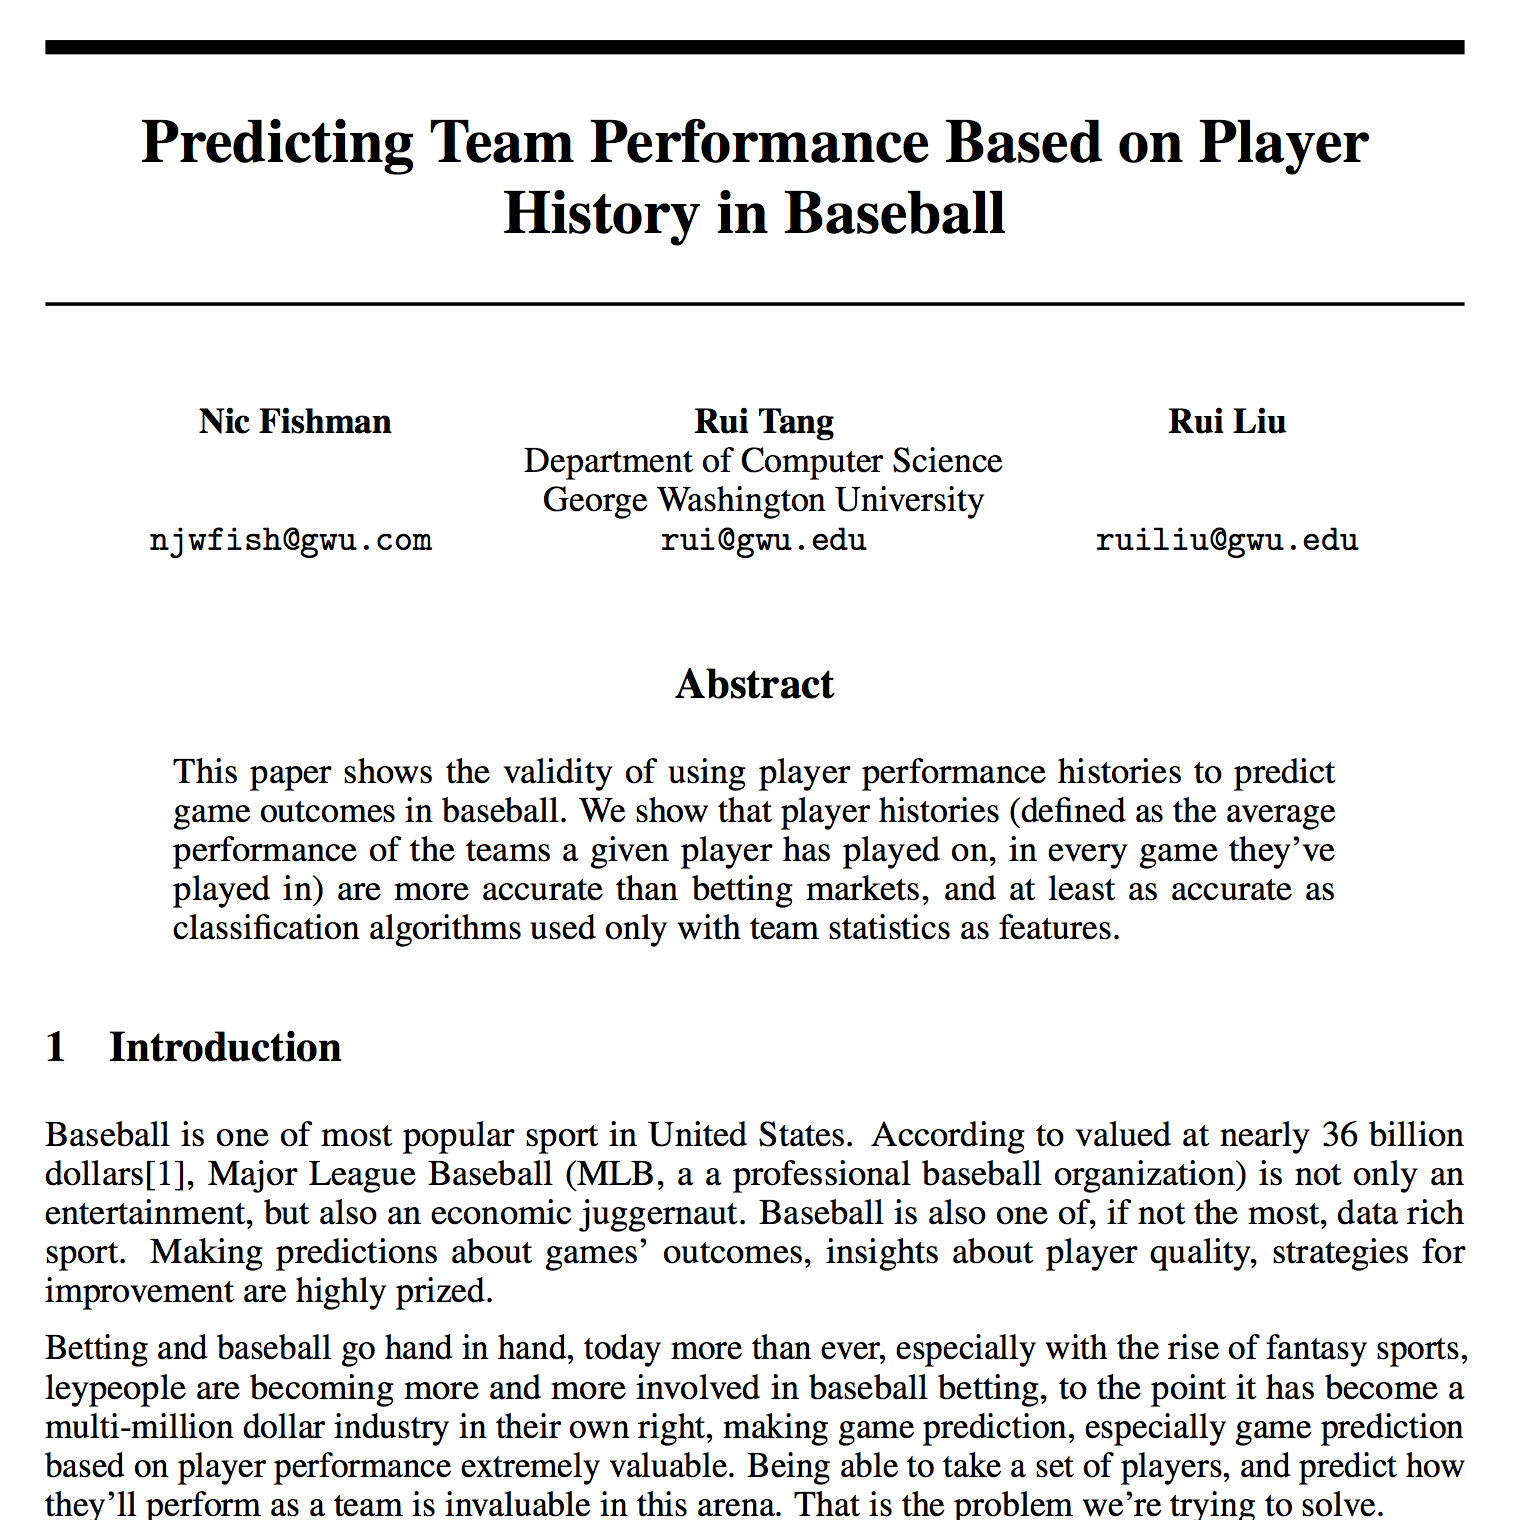 Predicting Team Performance Based on Player
History in Baseball
Nic Fishman
Rui Tang
Rui Liu
Department of Computer Science
George Washington University
njwfish@gwu.com
rui@gwu.edu
ruiliu@gwu.edu
Abstract
This paper shows the validity of using player performance histories to predict
game outcomes in baseball. We show that player histories (defined as the average
performance of the teams a given player has played on, in every game they've
played in) are more accurate than betting markets, and at least as accurate as
classification algorithms used only with team statistics as features.
1 Introduction
Baseball is one of most popular sport in United States. According to valued at nearly 36 billion
dollars[1], Major League Baseball (MLB, a a professional baseball organization) is not only an
entertainment, but also an economic juggernaut. Baseball is also one of, if not the most, data rich
sport. Making predictions about games' outcomes, insights about player quality, strategies for
improvement are highly prized.
Betting and baseball go hand in hand, today more than ever, especially with the rise of fantasy sports,
leypeople are becoming more and more involved in baseball betting, to the point it has become a
multi-million dollar industry in their own right, making game prediction, especially game prediction
based on player performance extremely valuable. Being able to take a set of players, and predict how
they'll perform as a team is invaluable in this arena. That is the problem we're trying to solve.